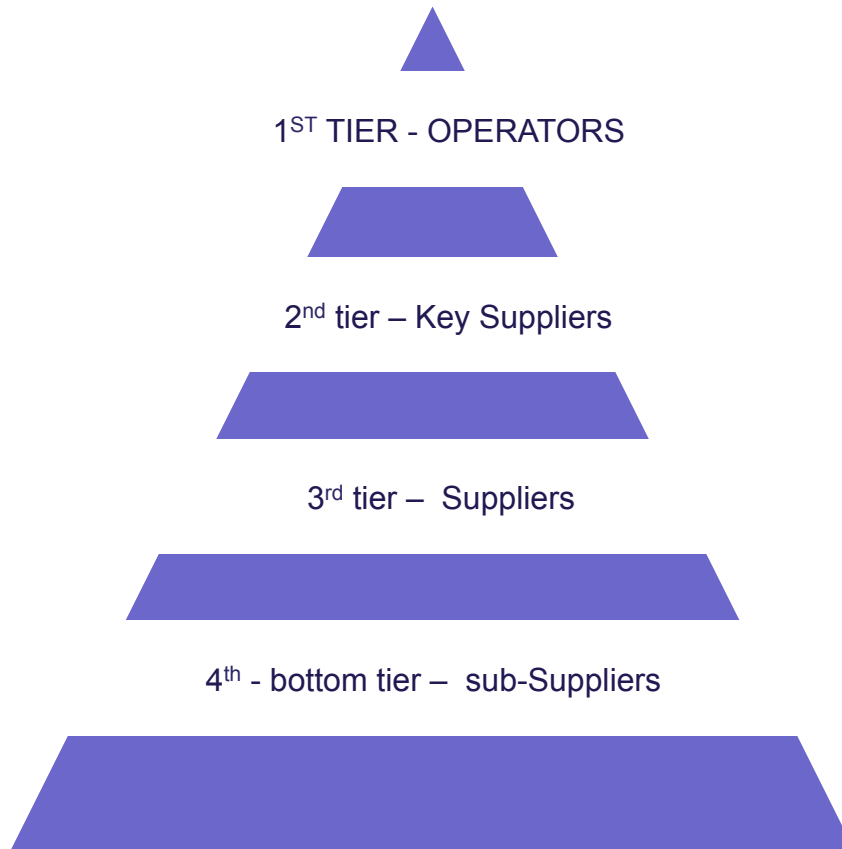 1ST TIER - OPERATORS
2nd tier – Key Suppliers
3rd tier –  Suppliers
4th - bottom tier –  sub-Suppliers